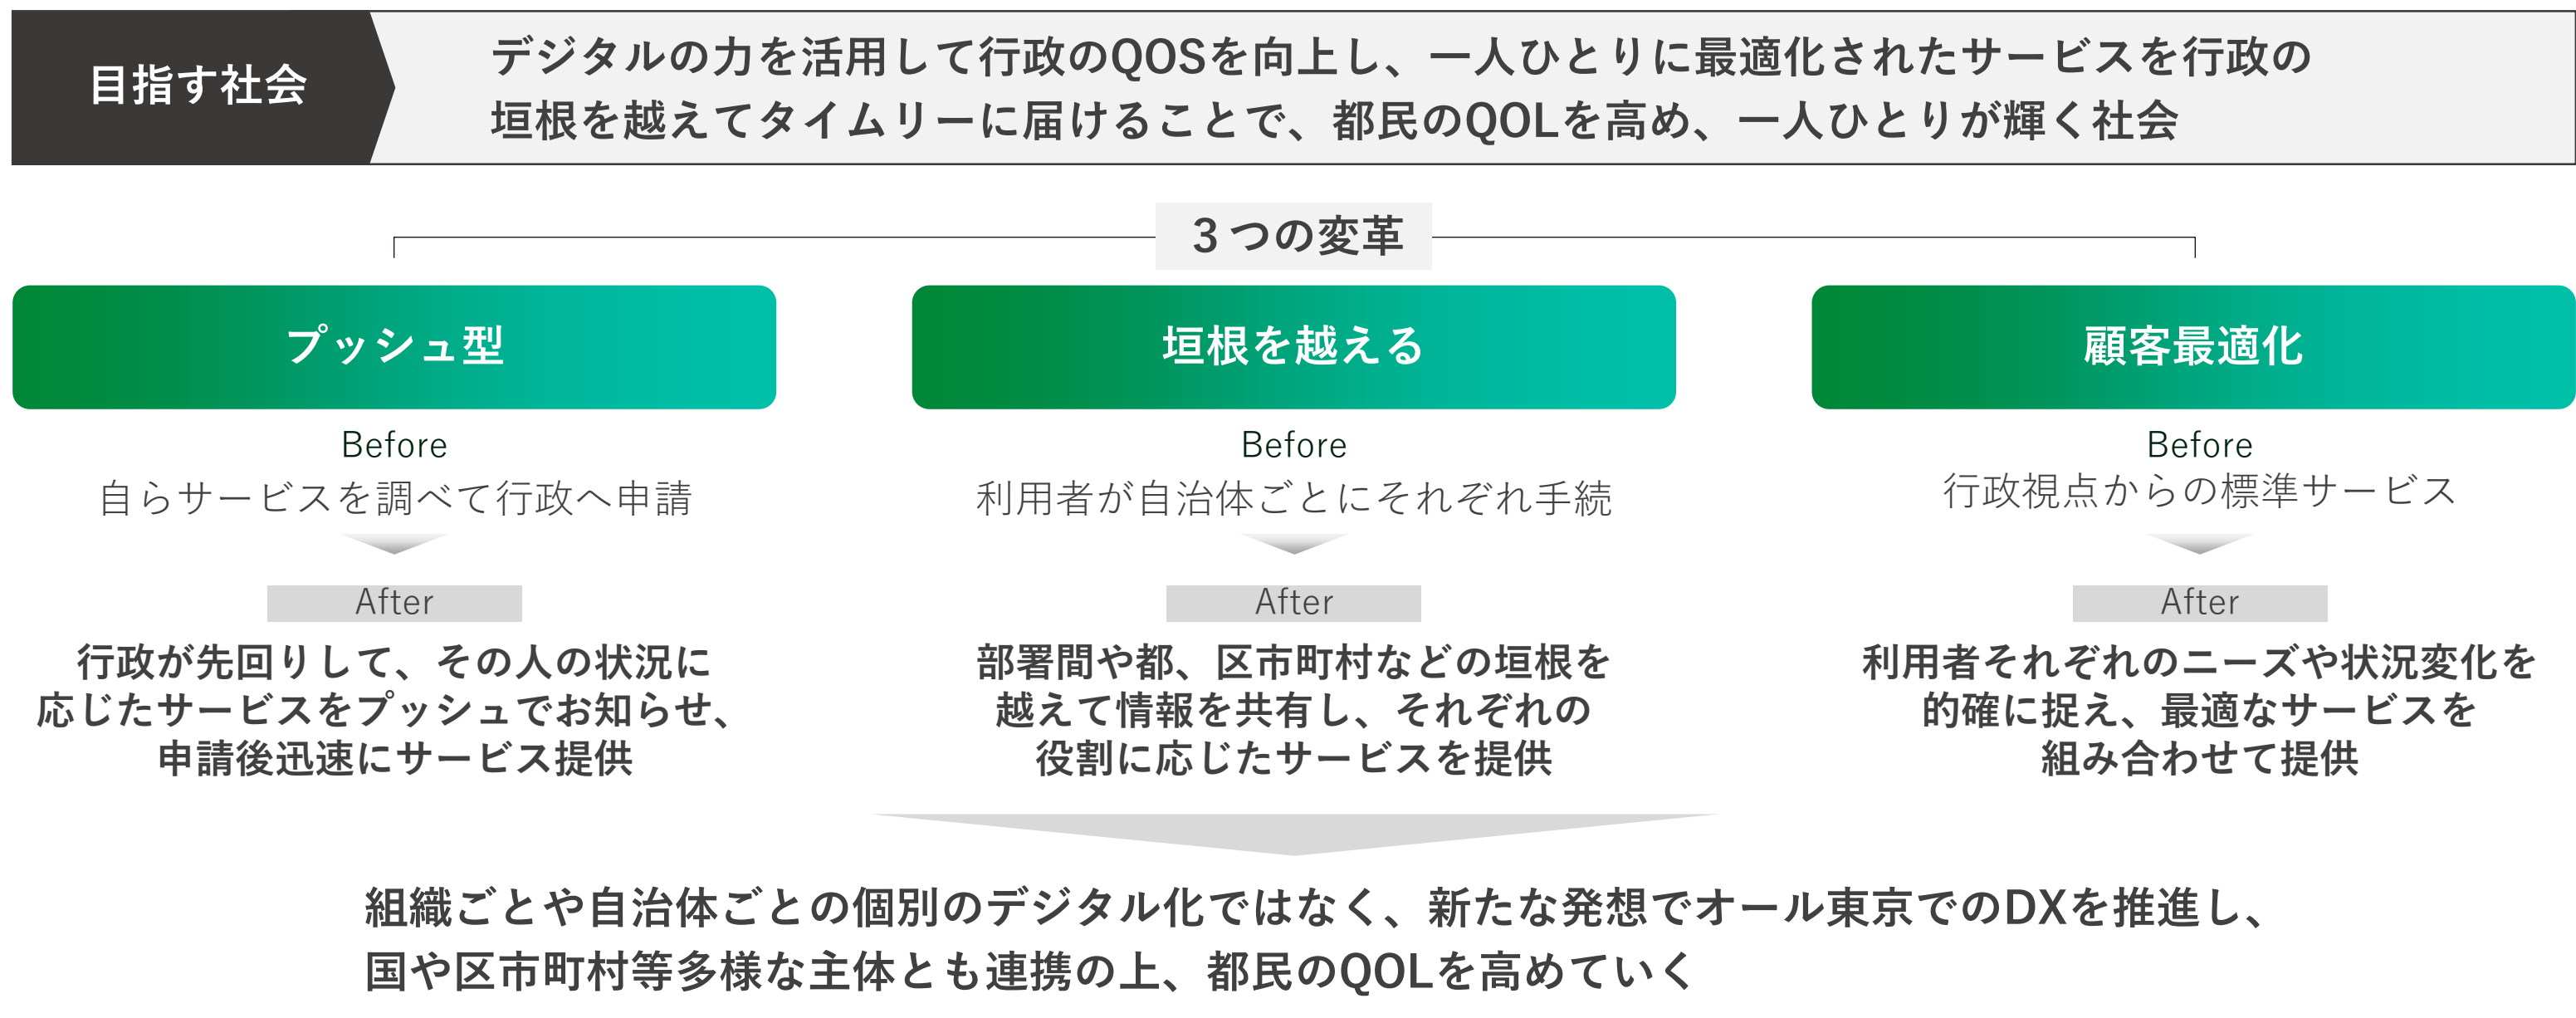 目指す社会
デジタルの力を活用して行政のQOSを向上し、一人ひとりに最適化されたサービスを行政の
垣根を越えてタイムリーに届けることで、都民のQOLを高め、一人ひとりが輝く社会
３つの変革
プッシュ型
Before
自らサービスを調べて行政へ申請
After
行政が先回りして、その人の状況に
応じたサービスをプッシュでお知らせ、
申請後迅速にサービス提供
垣根を越える
Before
利用者が自治体ごとにそれぞれ手続
After
部署間や都、区市町村などの垣根を
越えて情報を共有し、それぞれの
役割に応じたサービスを提供
顧客最適化
Before
行政視点からの標準サービス
After
利用者それぞれのニーズや状況変化を
的確に捉え、最適なサービスを
組み合わせて提供
組織ごとや自治体ごとの個別のデジタル化ではなく、新たな発想でオール東京でのDXを推進し、
国や区市町村等多様な主体とも連携の上、都民のQOLを高めていく